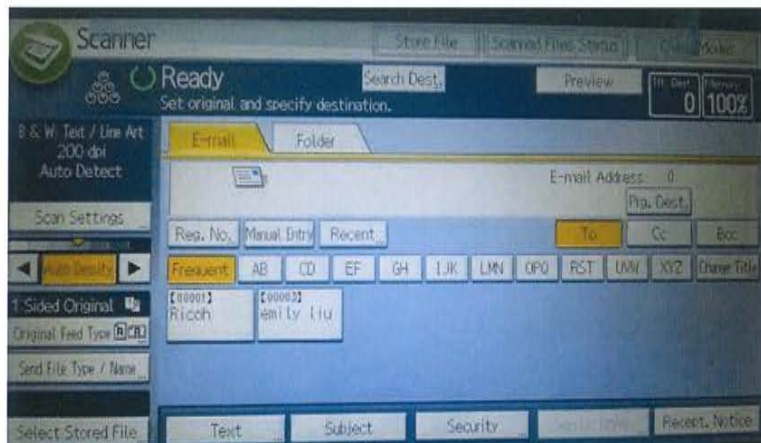 Scanner
Store File Scanned Files Status
Ready
Search Dest.
Preview
Set original and specify destination.
Ttl. Dest. 0
Memory 100%
B & W: Text / Line Art
200 dpi
Auto Detect
E-mail Folder
E-mail Address: 0
Prg. Dest.
Scan Settings
Reg. No. Manual Entry Recent To Cc Bcc
Auto Density
Frequent AB CD EF GH IJK LMN OPQ RST UVW XYZ Change Title
1 Sided Original
[00001]
Ricoh
[00003]
emily liu
Original Feed Type
Send File Type / Name
Select Stored File
Text Subject Security Recept. Notice